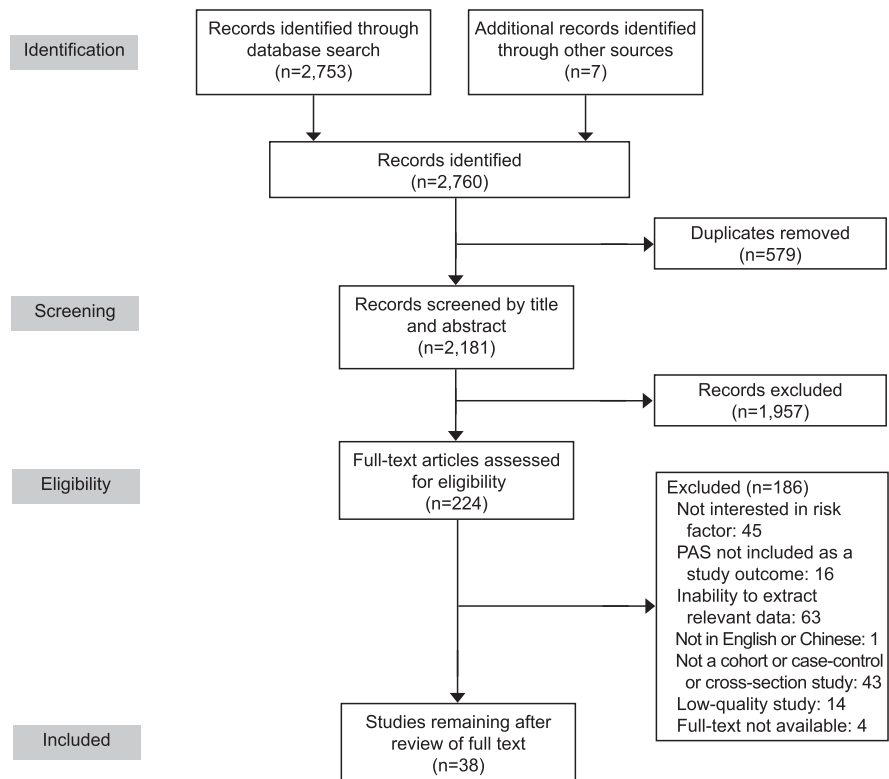 Identification
Records identified through
database search
(n=2,753)
Additional records identified
through other sources
(n=7)
Records identified
(n=2,760)
Duplicates removed
(n=579)
Screening
Records screened by title
and abstract
(n=2,181)
Records excluded
(n=1,957)
Eligibility
Full-text articles assessed
for eligibility
(n=224)
Excluded (n=186)
Not interested in risk
factor: 45
PAS not included as a
study outcome: 16
Inability to extract
relevant data: 63
Not in English or Chinese: 1
Not a cohort or case-control
or cross-section study: 43
Low-quality study: 14
Full-text not available: 4
Included
Studies remaining after
review of full text
(n=38)